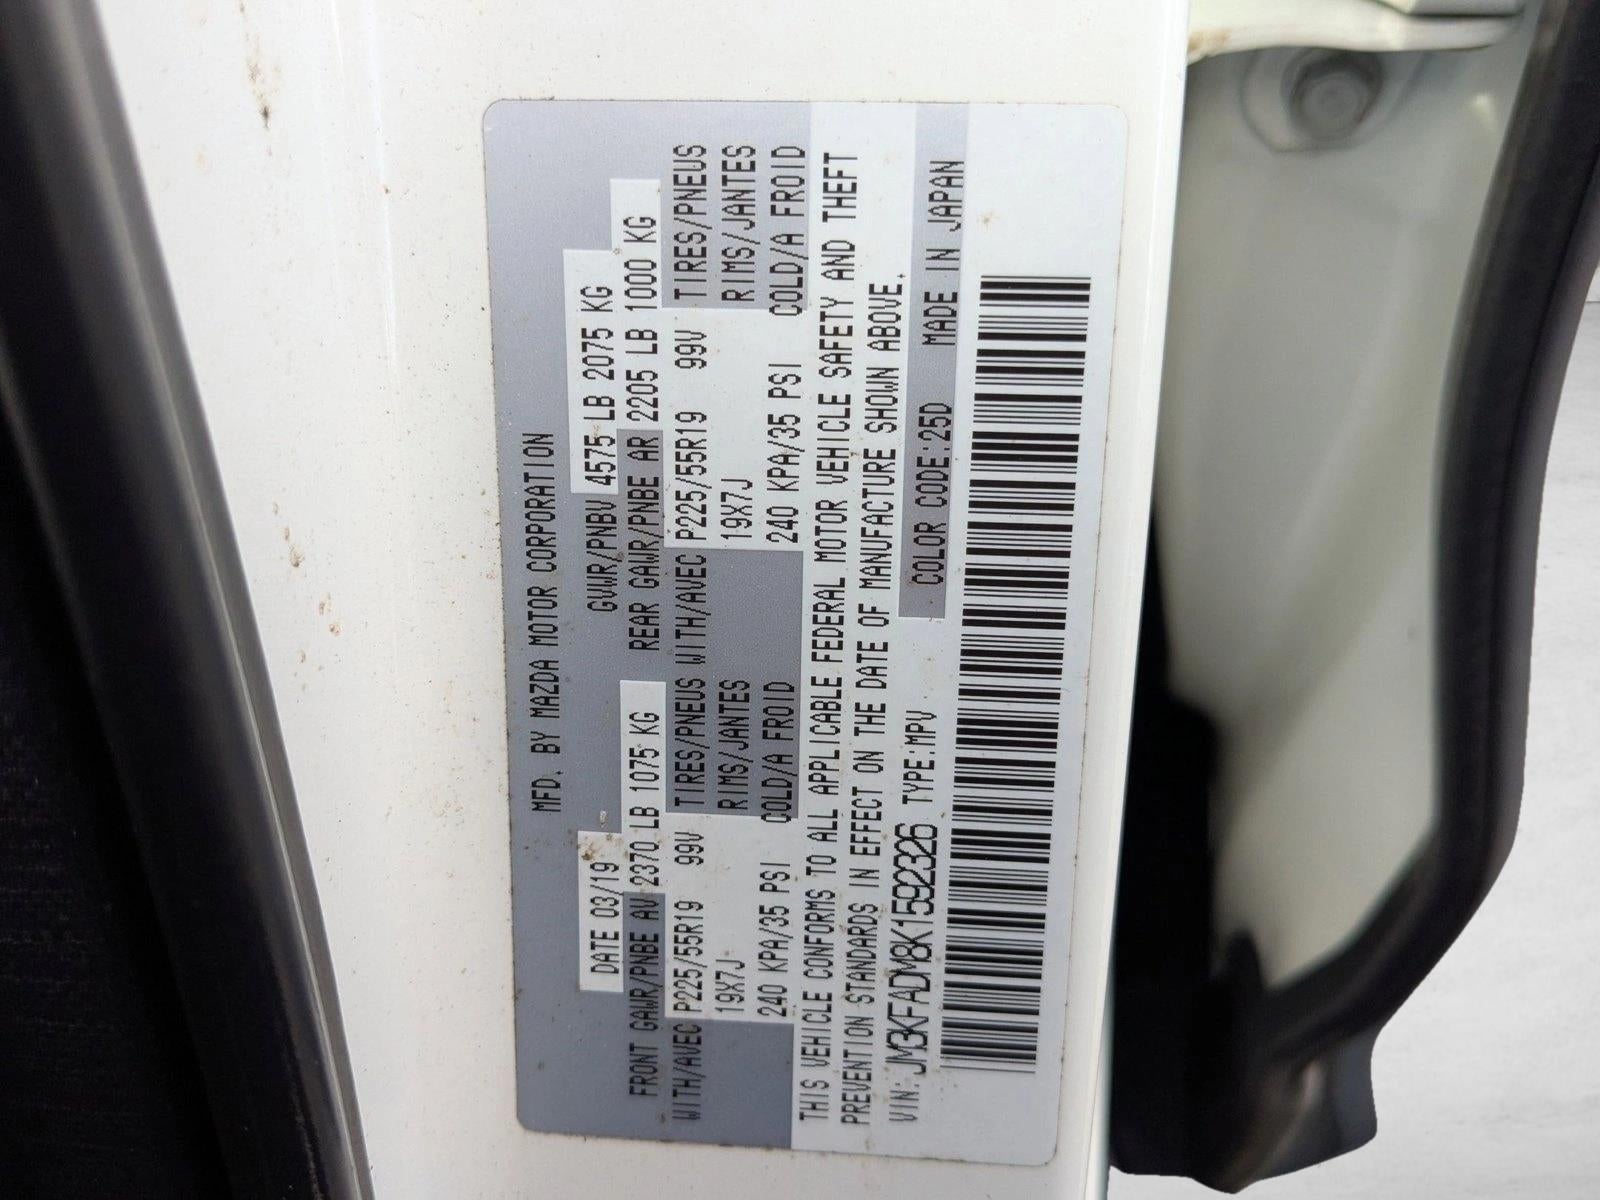 MFD. BY MAZDA MOTOR CORPORATION
DATE 03/19 GVWR/PNBV 4575 LB 2075 KG
FRONT GAWR/PNBE AV 2370 LB 1075 KG REAR GAWR/PNBE AR 2205 LB 1000 KG
WITH/AVEC P225/55R19 99V TIRES/PNEUS WITH/AVEC P225/55R19 99V TIRES/PNEUS
19X7J RIMS/JANTES 19X7J RIMS/JANTES
240 KPA/35 PSI COLD/A FROID 240 KPA/35 PSI COLD/A FROID
THIS VEHICLE CONFORMS TO ALL APPLICABLE FEDERAL MOTOR VEHICLE SAFETY AND THEFT
PREVENTION STANDARDS IN EFFECT ON THE DATE OF MANUFACTURE SHOWN ABOVE.
VIN: JM3KFADM8K1592326 TYPE:MPV COLOR CODE:25D MADE IN JAPAN